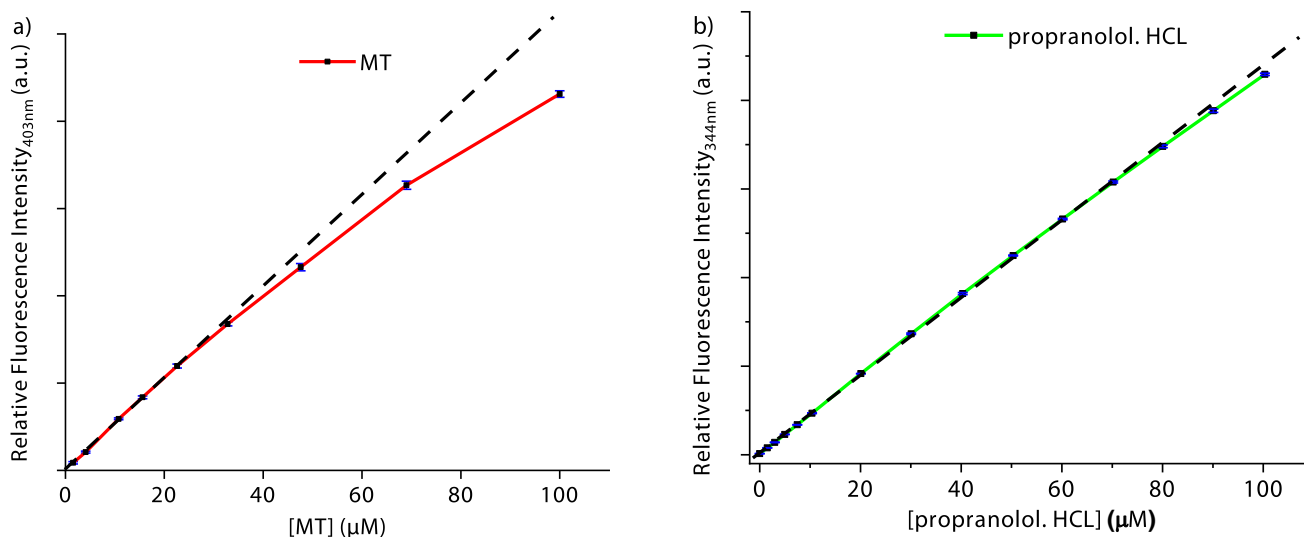 a)
MT
Relative Fluorescence Intensity403nm (a.u.)
0 20 40 60 80 100
[MT] (μM)
b)
propranolol. HCL
Relative Fluorescence Intensity344nm (a.u.)
0 20 40 60 80 100
[propranolol. HCL] (μM)